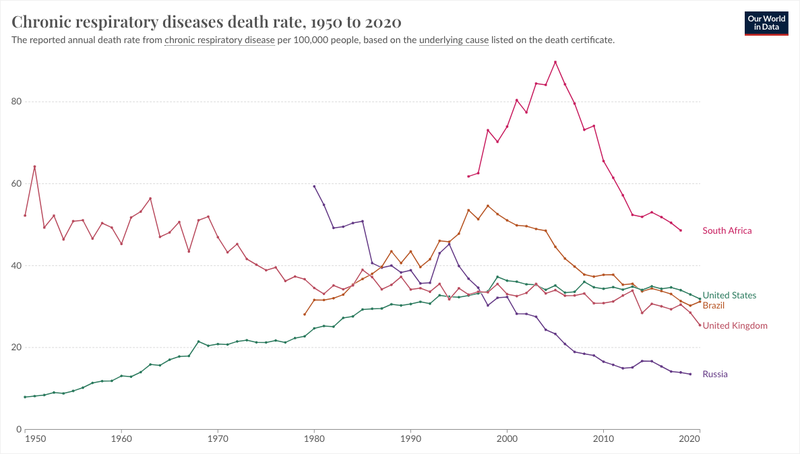 Chronic respiratory diseases death rate, 1950 to 2020
Our World
in Data
The reported annual death rate from chronic respiratory disease per 100,000 people, based on the underlying cause listed on the death certificate.
80
60
40
20
0
South Africa
United States
Brazil
United Kingdom
Russia
1950
1960
1970
1980
1990
2000
2010
2020